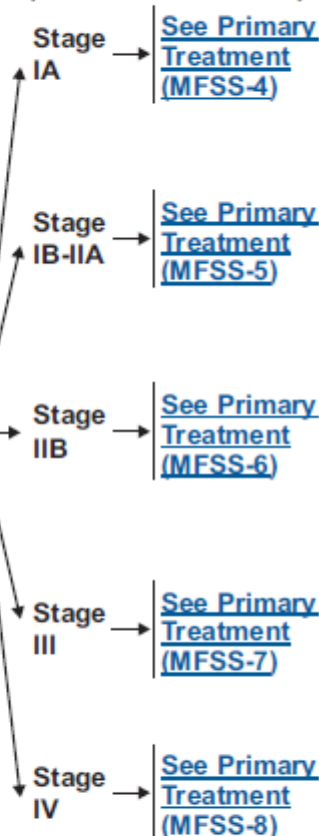 Stage
IA
See Primary
Treatment
(MFSS-4)
Stage
IB-IIA
See Primary
Treatment
(MFSS-5)
Stage
IIB
See Primary
Treatment
(MFSS-6)
Stage
III
See Primary
Treatment
(MFSS-7)
Stage
IV
See Primary
Treatment
(MFSS-8)